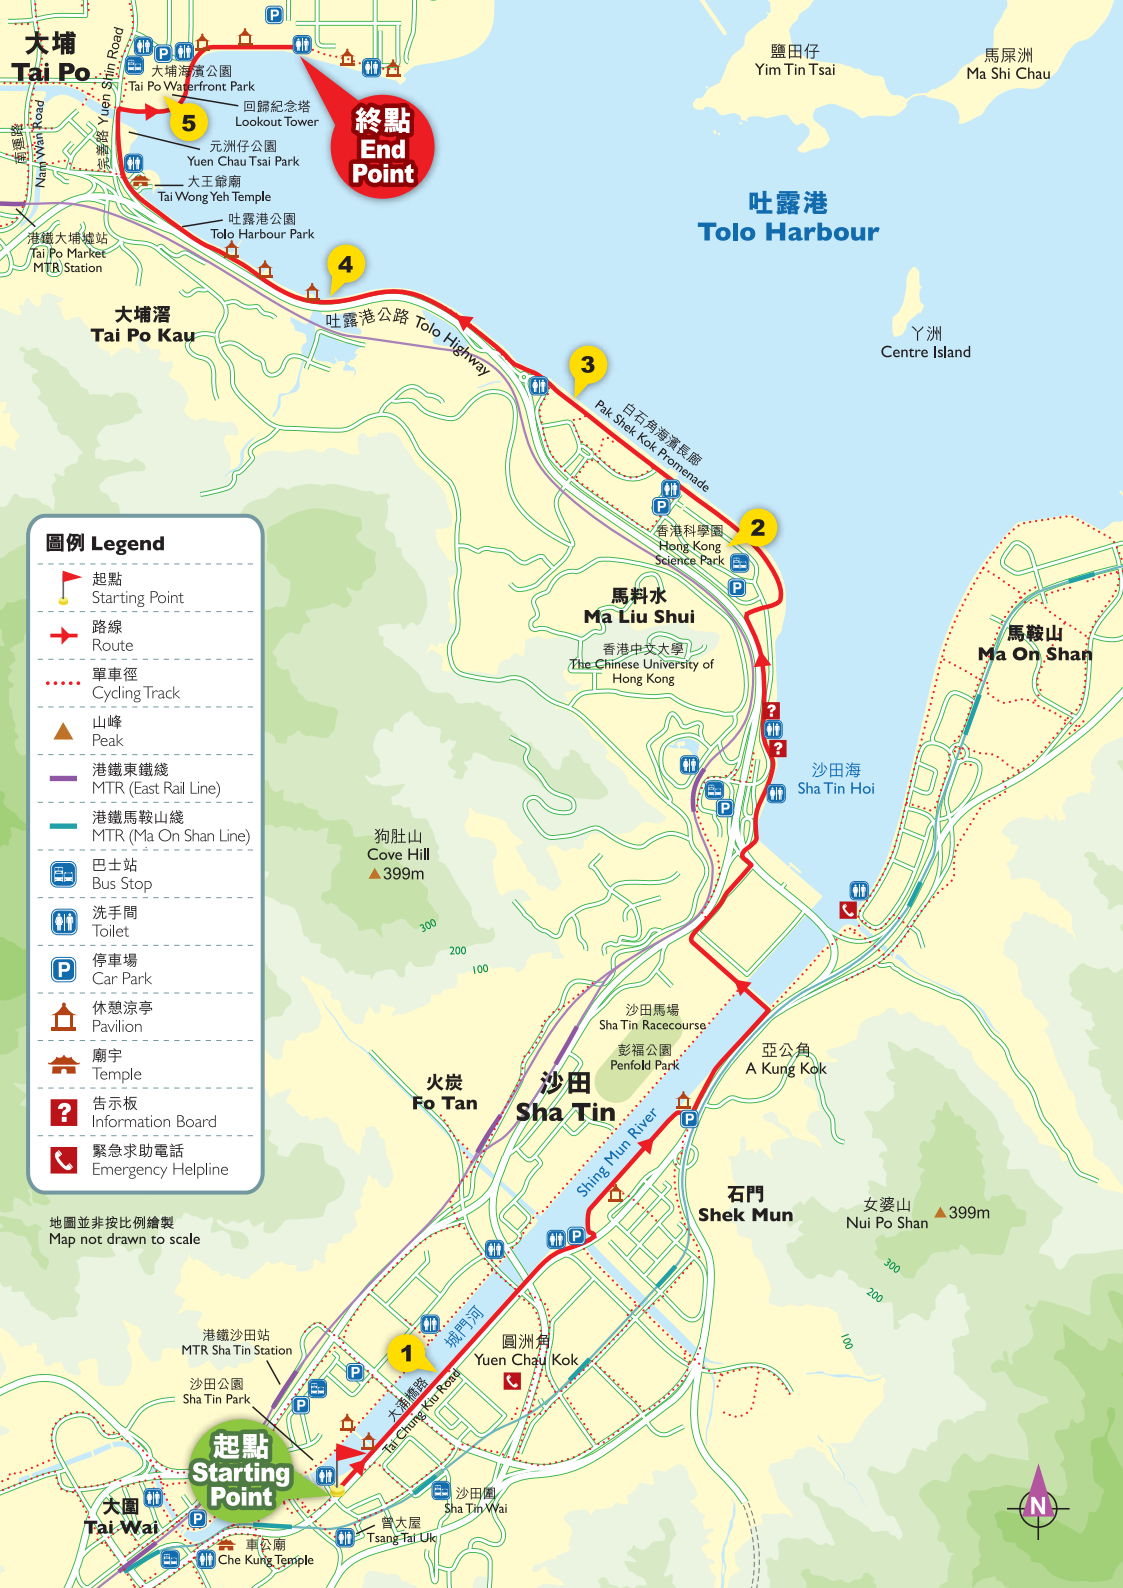 大埔
Tai Po
完善路 Yuen Shin Road
南運路
Nam Wan Road
大埔海濱公園
Tai Po Waterfront Park
回歸紀念塔
Lookout Tower
5
元洲仔公園
Yuen Chau Tsai Park
大王爺廟
Tai Wong Yeh Temple
吐露港公園
Tolo Harbour Park
港鐵大埔墟站
Tai Po Market
MTR Station
終點
End
Point
鹽田仔
Yim Tin Tsai
馬屎洲
Ma Shi Chau
吐露港
Tolo Harbour
4
大埔滘
Tai Po Kau
吐露港公路 Tolo Highway
丫洲
Centre Island
3
白石角海濱長廊
Pak Shek Kok Promenade
2
香港科學園
Hong Kong
Science Park
馬料水
Ma Liu Shui
香港中文大學
The Chinese University of
Hong Kong
馬鞍山
Ma On Shan
沙田海
Sha Tin Hoi
圖例 Legend
起點
Starting Point
路線
Route
單車徑
Cycling Track
山峰
Peak
港鐵東鐵綫
MTR (East Rail Line)
港鐵馬鞍山綫
MTR (Ma On Shan Line)
巴士站
Bus Stop
洗手間
Toilet
P
停車場
Car Park
休憩涼亭
Pavilion
廟宇
Temple
?
告示板
Information Board
緊急求助電話
Emergency Helpline
地圖並非按比例繪製
Map not drawn to scale
狗肚山
Cove Hill
399m
300
200
100
沙田馬場
Sha Tin Racecourse
彭福公園
Penfold Park
亞公角
A Kung Kok
火炭
Fo Tan
沙田
Sha Tin
Shing Mun River
石門
Shek Mun
女婆山
Nui Po Shan
399m
300
200
100
城門河
港鐵沙田站
MTR Sha Tin Station
沙田公園
Sha Tin Park
1
圓洲角
Yuen Chau Kok
大涌橋路
Tai Chung Kiu Road
起點
Starting
Point
大圍
Tai Wai
沙田圍
Sha Tin Wai
曾大屋
Tsang Tai Uk
車公廟
Che Kung Temple
N